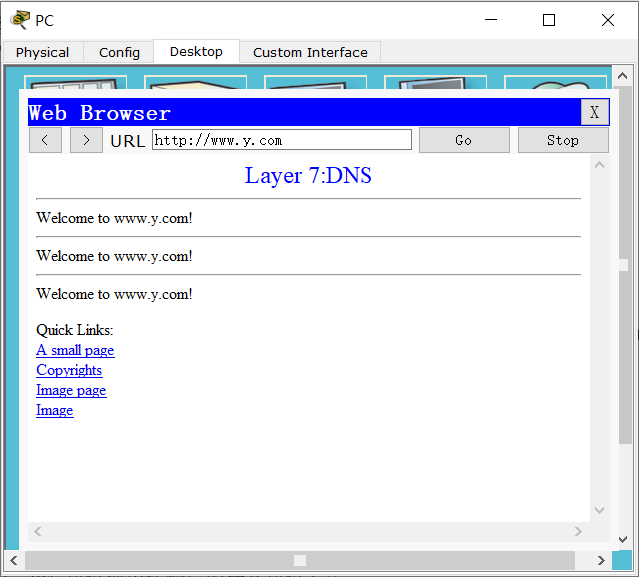 PC
Physical Config Desktop Custom Interface
Web Browser X
< > URL http://www.y.com Go Stop
Layer 7:DNS
Welcome to www.y.com!
Welcome to www.y.com!
Welcome to www.y.com!
Quick Links:
A small page
Copyrights
Image page
Image